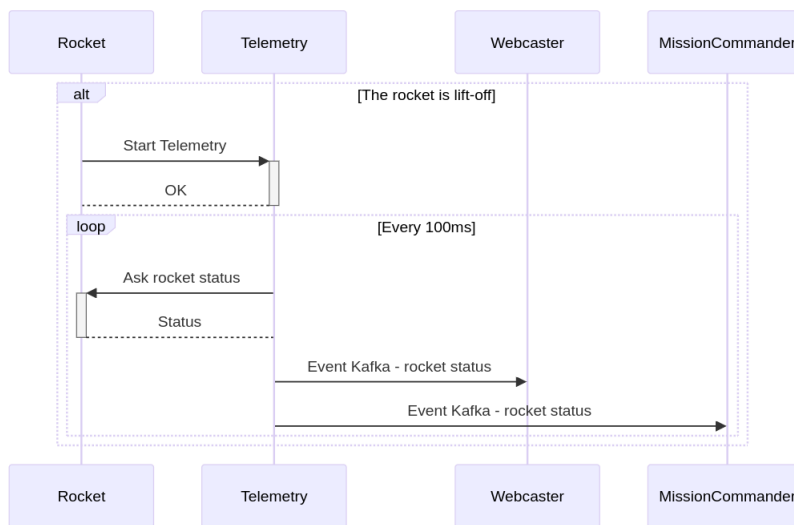 Rocket
Telemetry
Webcaster
MissionCommander
alt
[The rocket is lift-off]
Start Telemetry
OK
loop
[Every 100ms]
Ask rocket status
Status
Event Kafka - rocket status
Event Kafka - rocket status
Rocket
Telemetry
Webcaster
MissionCommander